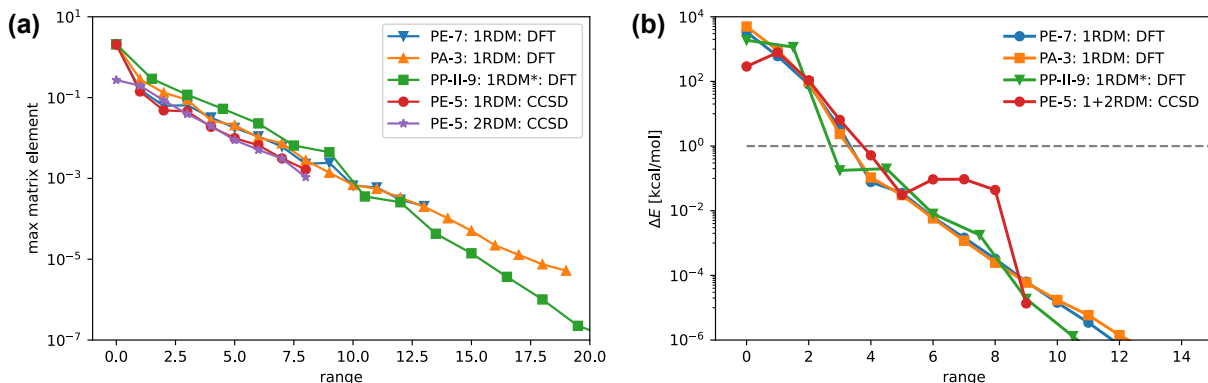 (a)
max matrix element
10^1
10^-1
10^-3
10^-5
10^-7
PE-7: 1RDM: DFT
PA-3: 1RDM: DFT
PP-II-9: 1RDM*: DFT
PE-5: 1RDM: CCSD
PE-5: 2RDM: CCSD
0.0 2.5 5.0 7.5 10.0 12.5 15.0 17.5 20.0
range
(b)
ΔE [kcal/mol]
10^4
10^2
10^0
10^-2
10^-4
10^-6
PE-7: 1RDM: DFT
PA-3: 1RDM: DFT
PP-II-9: 1RDM*: DFT
PE-5: 1+2RDM: CCSD
0 2 4 6 8 10 12 14
range